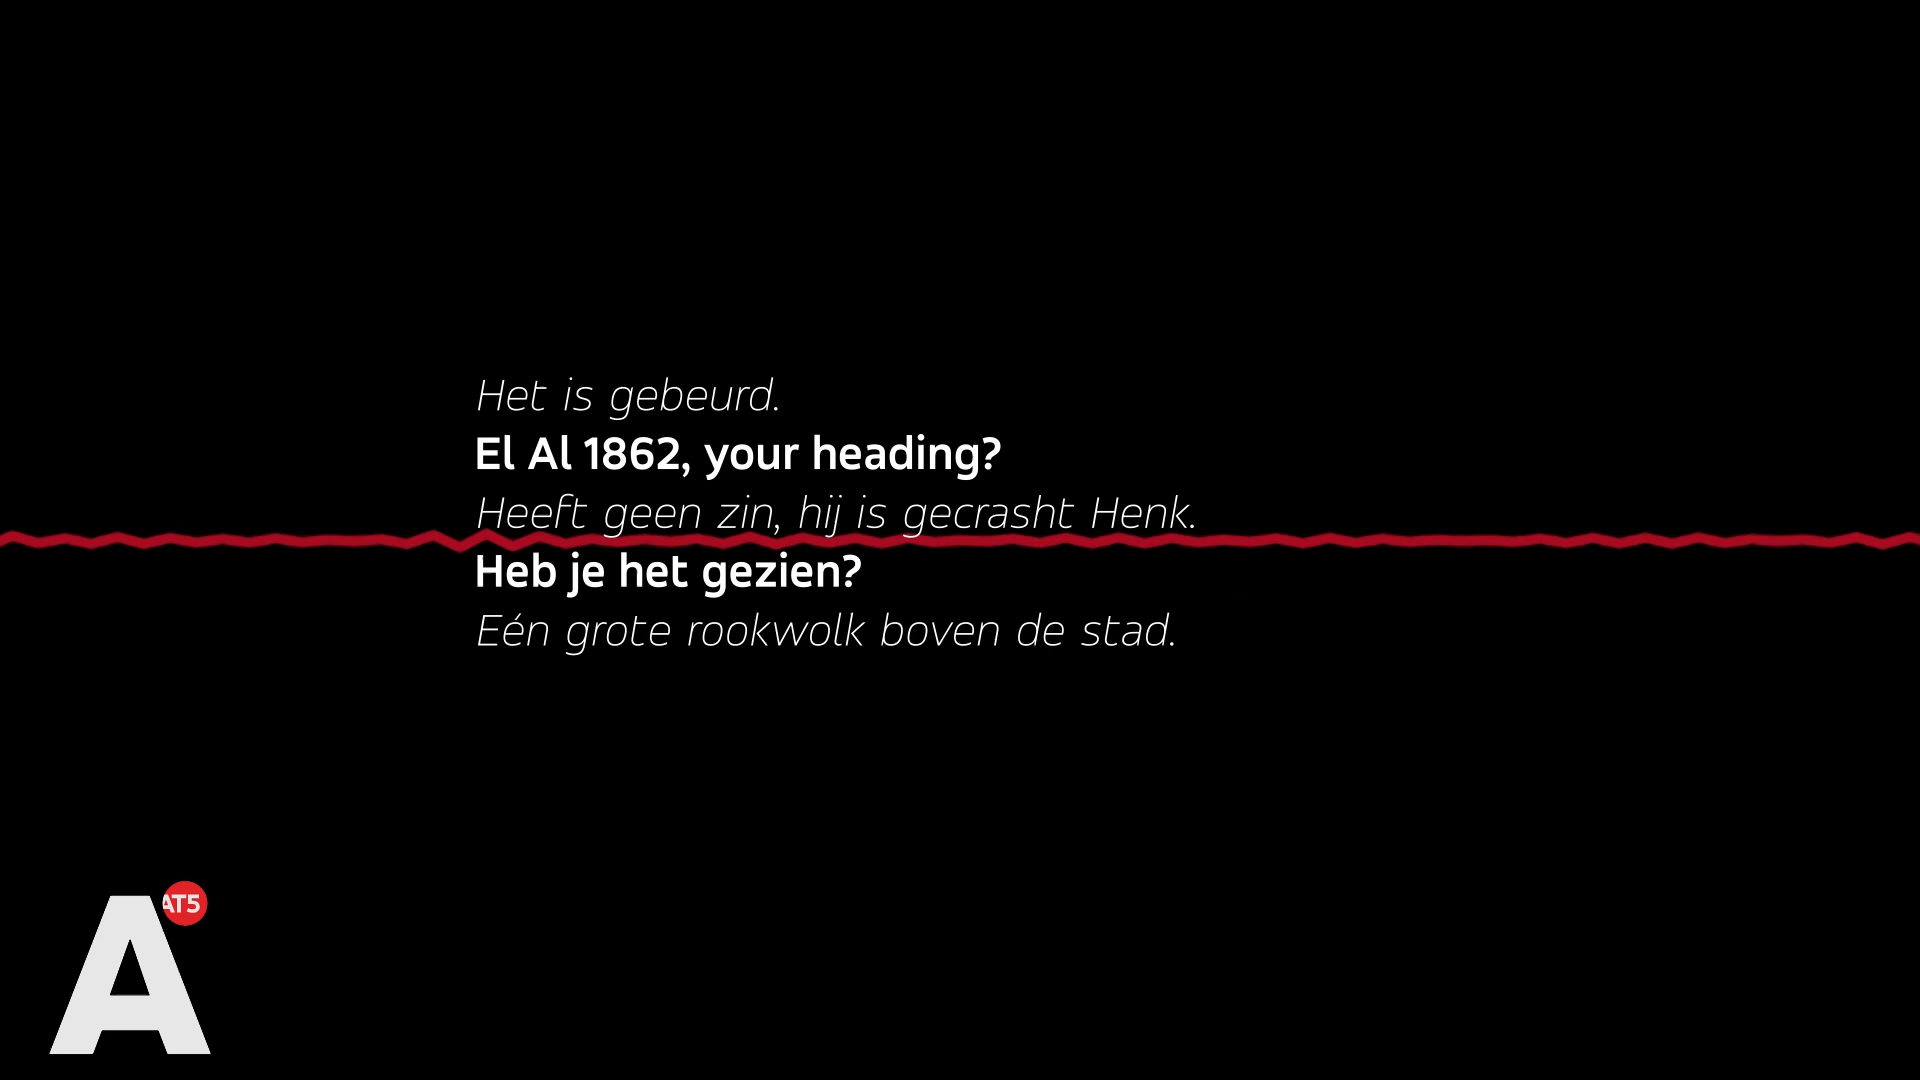 Het is gebeurd.
El Al 1862, your heading?
Heeft geen zin, hij is gecrasht Henk.
Heb je het gezien?
Eén grote rookwolk boven de stad.
A
AT5